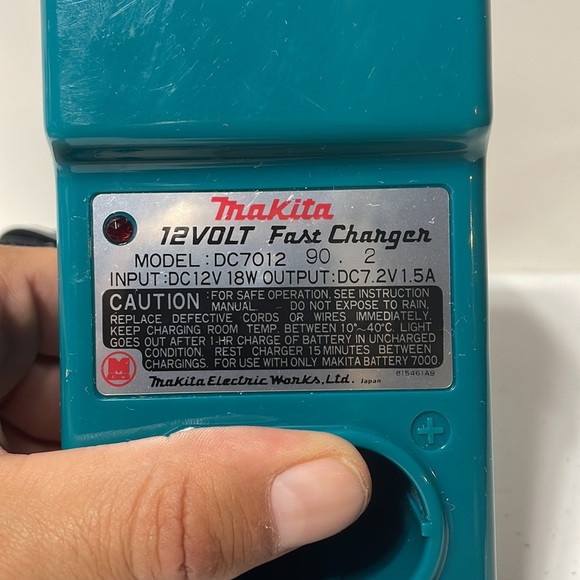 Makita
12VOLT Fast Charger
MODEL:DC7012 90. 2
INPUT:DC12V 18W OUTPUT:DC7.2V 1.5A
CAUTION :FOR SAFE OPERATION, SEE INSTRUCTION
MANUAL. - DO NOT EXPOSE TO RAIN,
REPLACE DEFECTIVE CORDS OR WIRES IMMEDIATELY.
KEEP CHARGING ROOM TEMP. BETWEEN 10°~40°C. LIGHT
GOES OUT AFTER 1-HR CHARGE OF BATTERY IN UNCHARGED
CONDITION. REST CHARGER 15 MINUTES BETWEEN
CHARGINGS. FOR USE WITH ONLY MAKITA BATTERY 7000.
Makita Electric Works, Ltd. Japan 815461A9
+